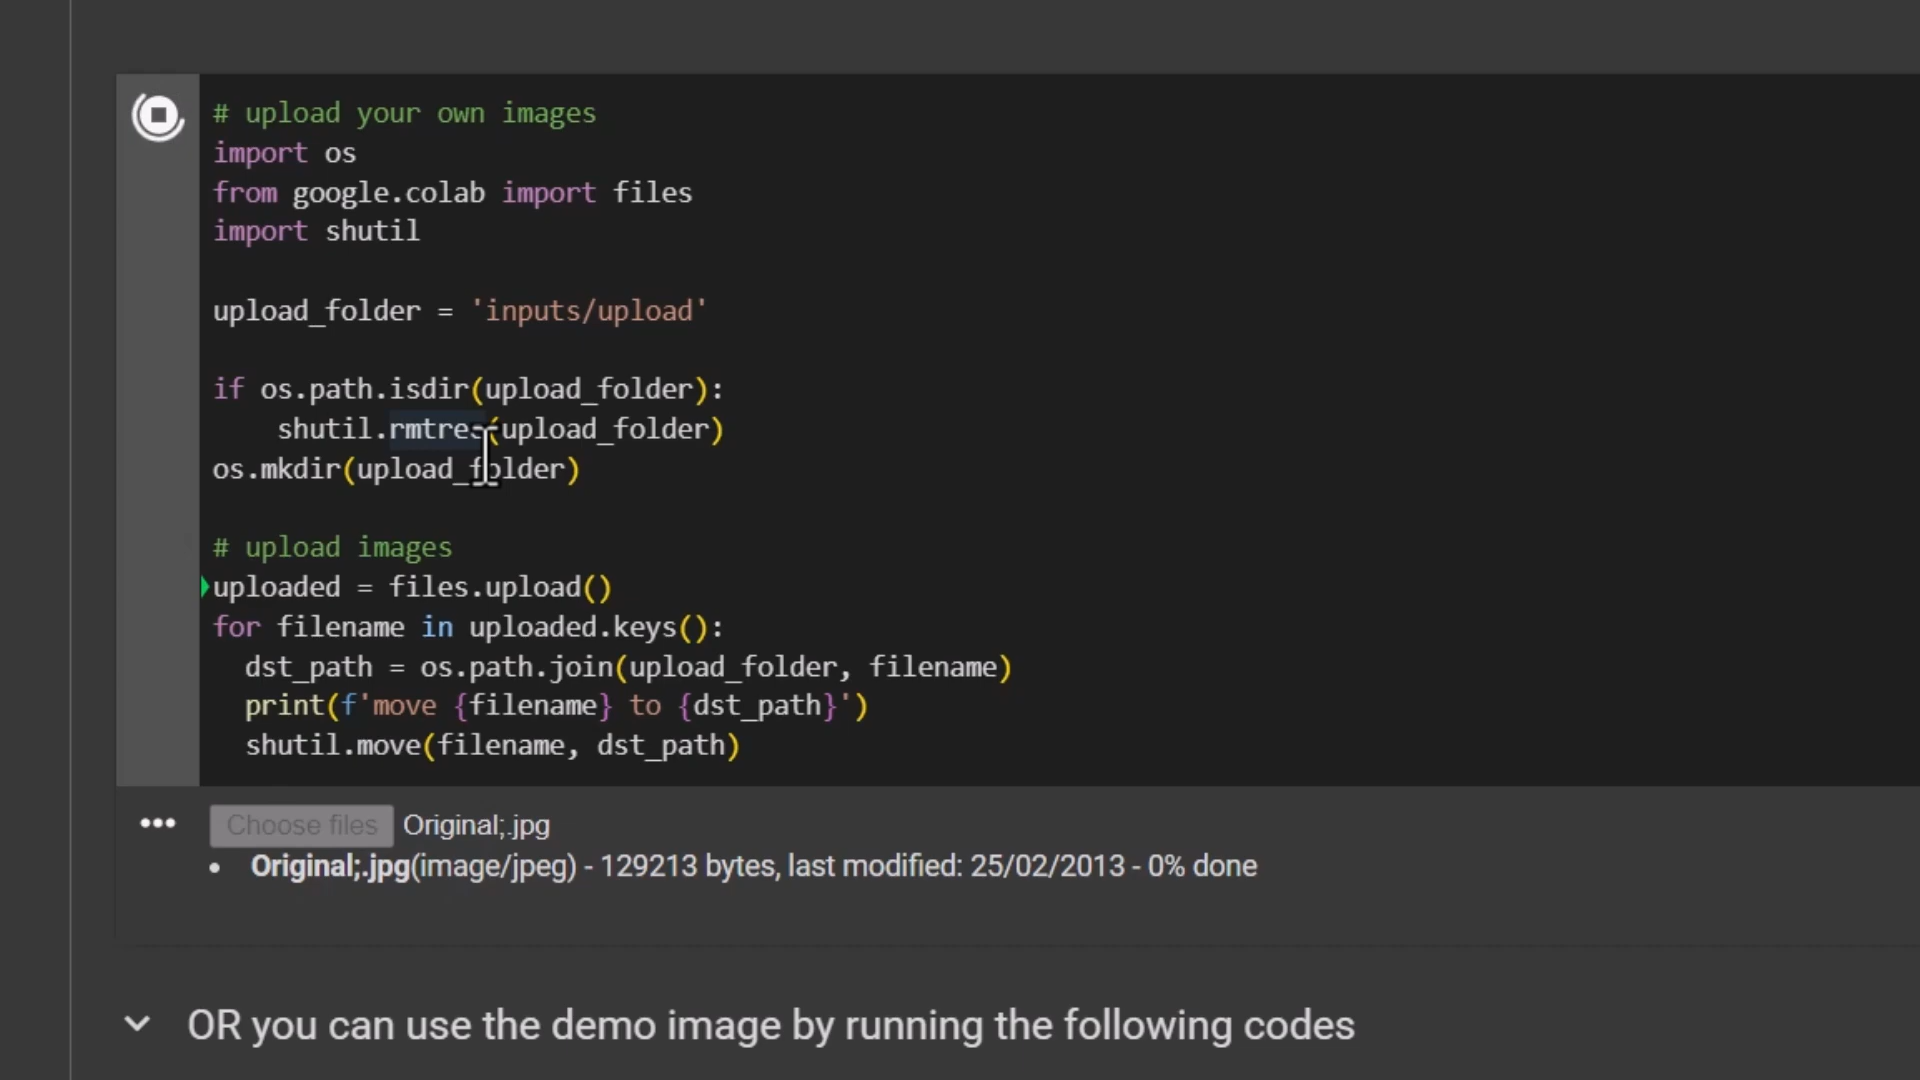 # upload your own images
import os
from google.colab import files
import shutil
upload_folder = 'inputs/upload'
if os.path.isdir(upload_folder):
    shutil.rmtree(upload_folder)
os.mkdir(upload_folder)
# upload images
uploaded = files.upload()
for filename in uploaded.keys():
  dst_path = os.path.join(upload_folder, filename)
  print(f'move {filename} to {dst_path}')
  shutil.move(filename, dst_path)
Choose files Original;.jpg
• Original;.jpg(image/jpeg) - 129213 bytes, last modified: 25/02/2013 - 0% done
OR you can use the demo image by running the following codes